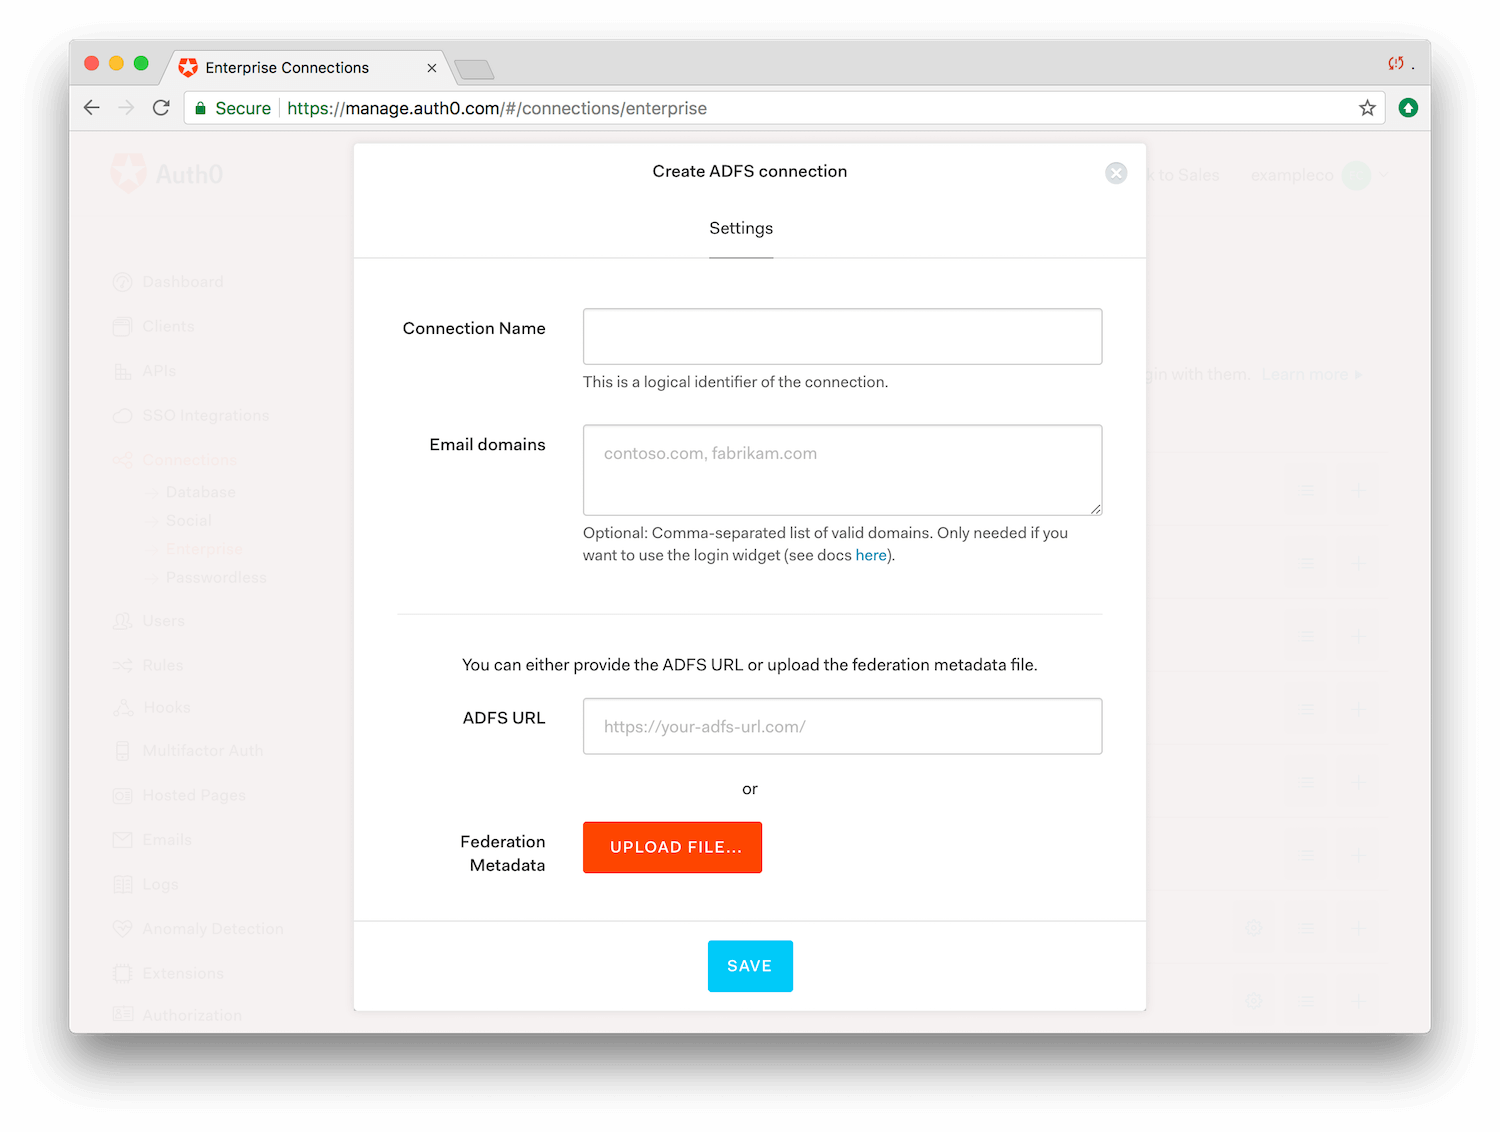 Enterprise Connections
Secure https://manage.auth0.com/#/connections/enterprise
Auth0
k to Sales exampleco
Create ADFS connection
Settings
Dashboard
Clients
APIs
SSO Integrations
Connections
Database
Social
Enterprise
Passwordless
Users
Rules
Hooks
Multifactor Auth
Hosted Pages
Emails
Logs
Anomaly Detection
Extensions
Authorization
gin with them. Learn more
Connection Name
This is a logical identifier of the connection.
Email domains
contoso.com, fabrikam.com
Optional: Comma-separated list of valid domains. Only needed if you
want to use the login widget (see docs here).
You can either provide the ADFS URL or upload the federation metadata file.
ADFS URL
https://your-adfs-url.com/
or
Federation
Metadata
UPLOAD FILE...
SAVE